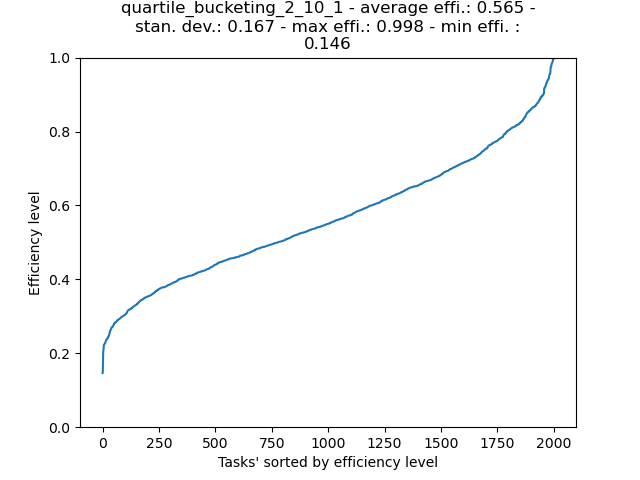 quartile_bucketing_2_10_1 - average effi.: 0.565 -
stan. dev.: 0.167 - max effi.: 0.998 - min effi. :
0.146
1.0
0.8
0.6
0.4
0.2
0.0
Efficiency level
0 250 500 750 1000 1250 1500 1750 2000
Tasks' sorted by efficiency level